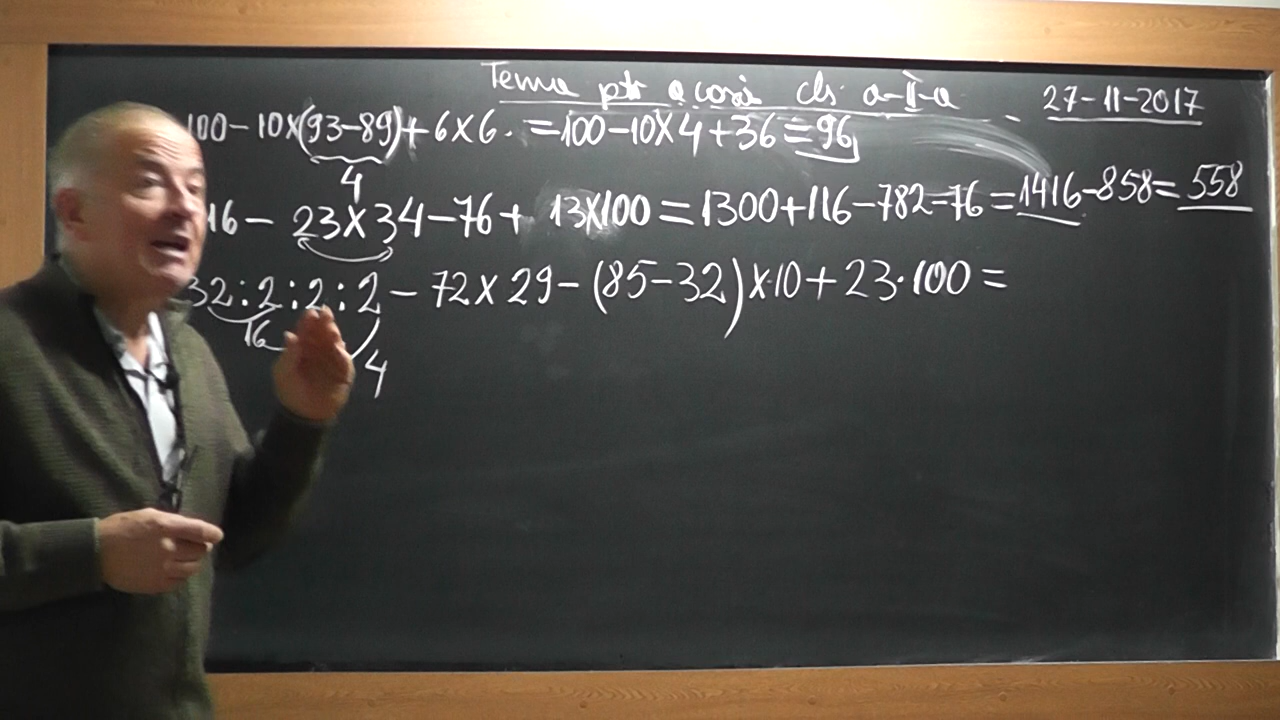 Tema ptr acasă cls. a-II-a
27-11-2017
100-10x(93-89)+6x6. =100-10x4+36=96
4
16- 23x34-76+ 13x100=1300+116-782-76=1416-858=558
32:2:2:2- 72x29-(85-32)x10+23·100=
16
4